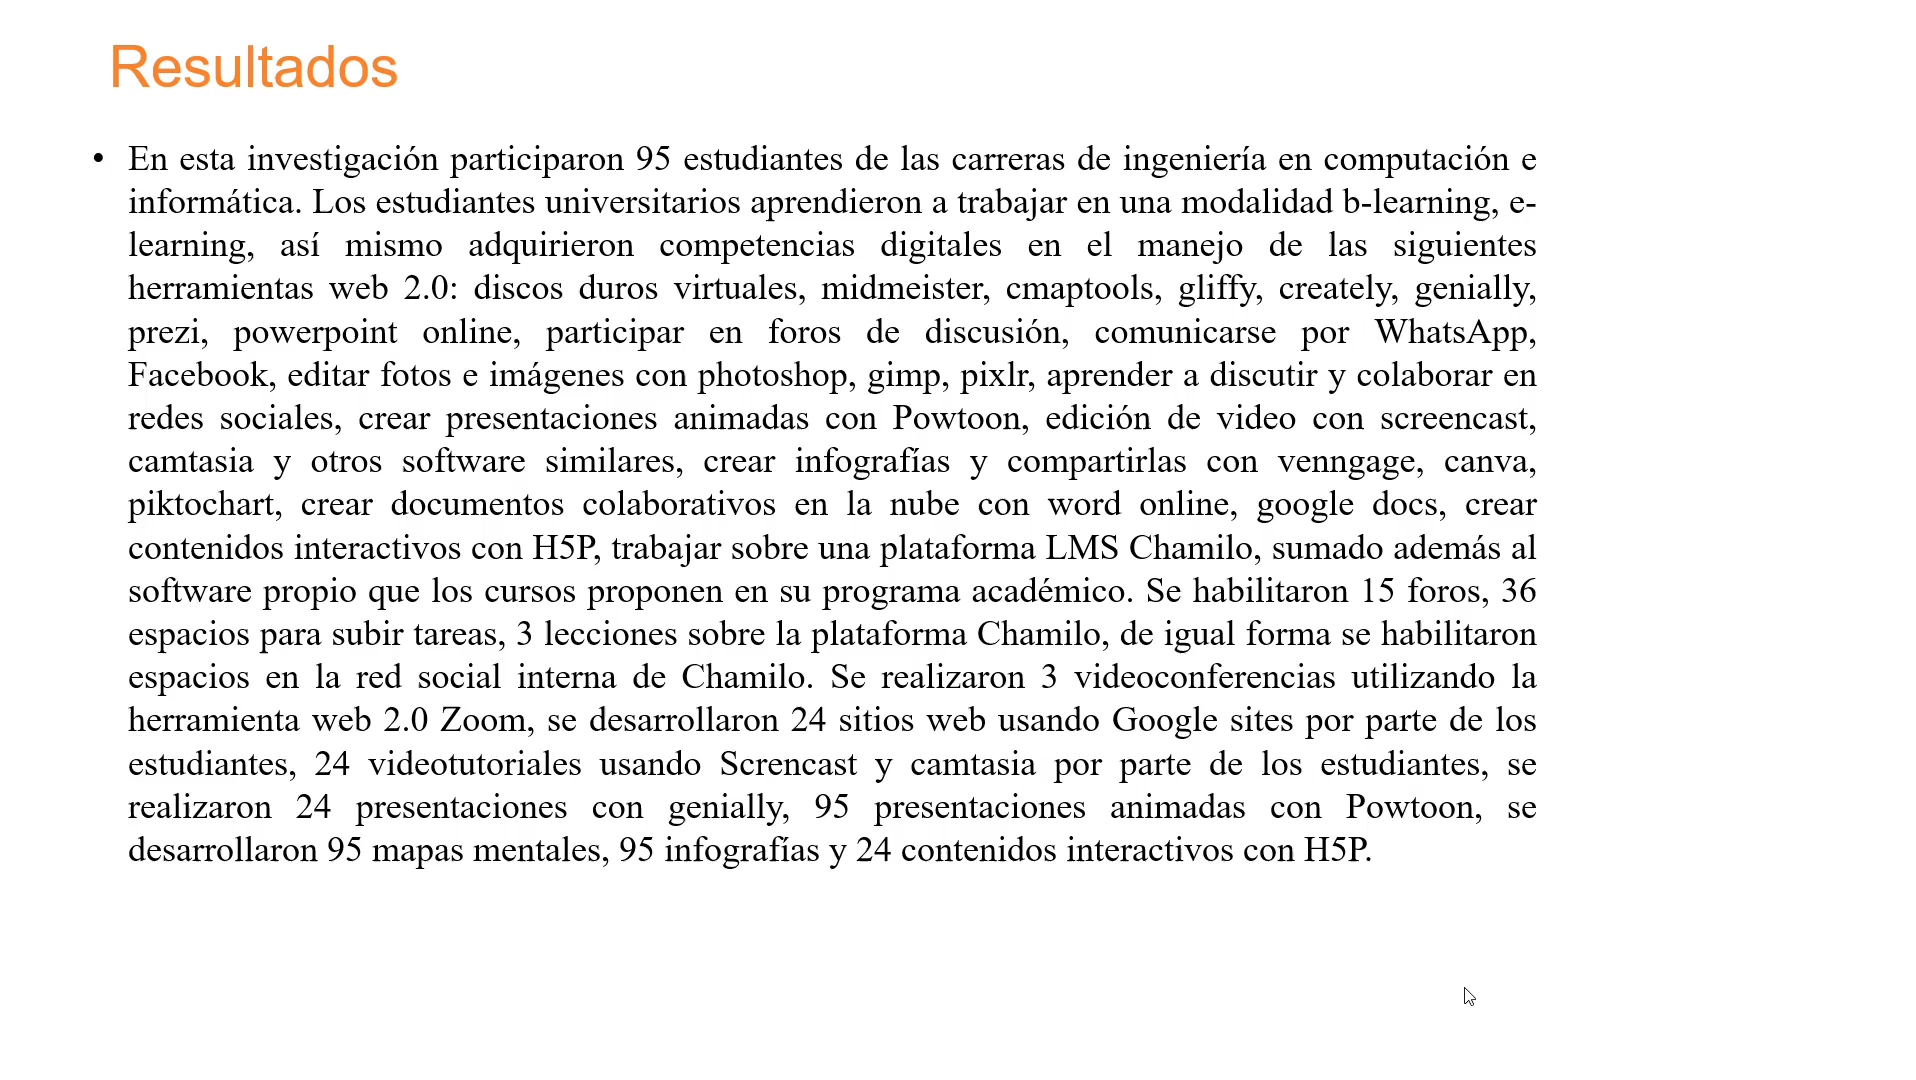 Resultados
• En esta investigación participaron 95 estudiantes de las carreras de ingeniería en computación e
informática. Los estudiantes universitarios aprendieron a trabajar en una modalidad b-learning, e-
learning, así mismo adquirieron competencias digitales en el manejo de las siguientes
herramientas web 2.0: discos duros virtuales, midmeister, cmaptools, gliffy, creately, genially,
prezi, powerpoint online, participar en foros de discusión, comunicarse por WhatsApp,
Facebook, editar fotos e imágenes con photoshop, gimp, pixlr, aprender a discutir y colaborar en
redes sociales, crear presentaciones animadas con Powtoon, edición de video con screencast,
camtasia y otros software similares, crear infografías y compartirlas con venngage, canva,
piktochart, crear documentos colaborativos en la nube con word online, google docs, crear
contenidos interactivos con H5P, trabajar sobre una plataforma LMS Chamilo, sumado además al
software propio que los cursos proponen en su programa académico. Se habilitaron 15 foros, 36
espacios para subir tareas, 3 lecciones sobre la plataforma Chamilo, de igual forma se habilitaron
espacios en la red social interna de Chamilo. Se realizaron 3 videoconferencias utilizando la
herramienta web 2.0 Zoom, se desarrollaron 24 sitios web usando Google sites por parte de los
estudiantes, 24 videotutoriales usando Screncast y camtasia por parte de los estudiantes, se
realizaron 24 presentaciones con genially, 95 presentaciones animadas con Powtoon, se
desarrollaron 95 mapas mentales, 95 infografías y 24 contenidos interactivos con H5P.